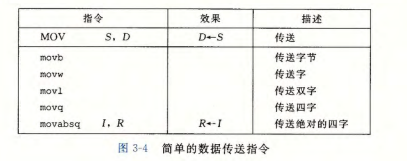 指令 效果 描述
MOV S, D D←S 传送
movb 传送字节
movw 传送字
movl 传送双字
movq 传送四字
movabsq I, R R←I 传送绝对的四字
图 3-4 简单的数据传送指令